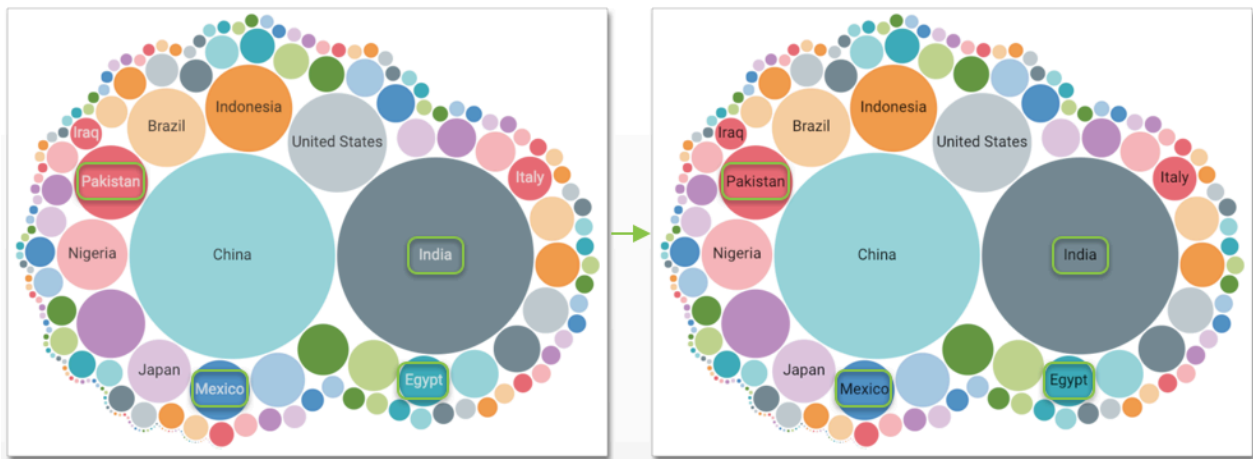 Indonesia
Brazil
United States
Iraq
Pakistan
Italy
Nigeria
China
India
Japan
Mexico
Egypt
Indonesia
Brazil
United States
Iraq
Pakistan
Italy
Nigeria
China
India
Japan
Mexico
Egypt